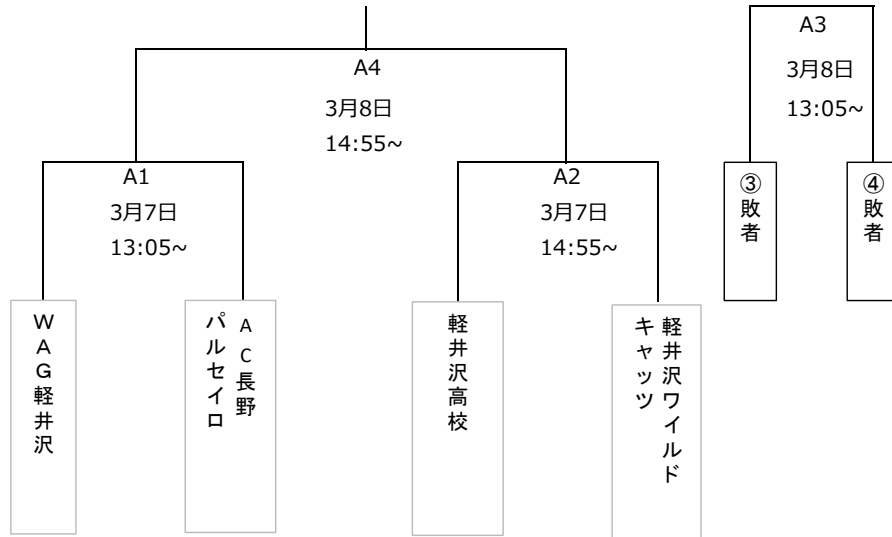 A4
3月8日
14:55~
A3
3月8日
13:05~
A1
3月7日
13:05~
A2
3月7日
14:55~
③敗者
④敗者
ＷＡＧ軽井沢
AC長野
パルセイロ
軽井沢高校
軽井沢ワイルド
キャッツ